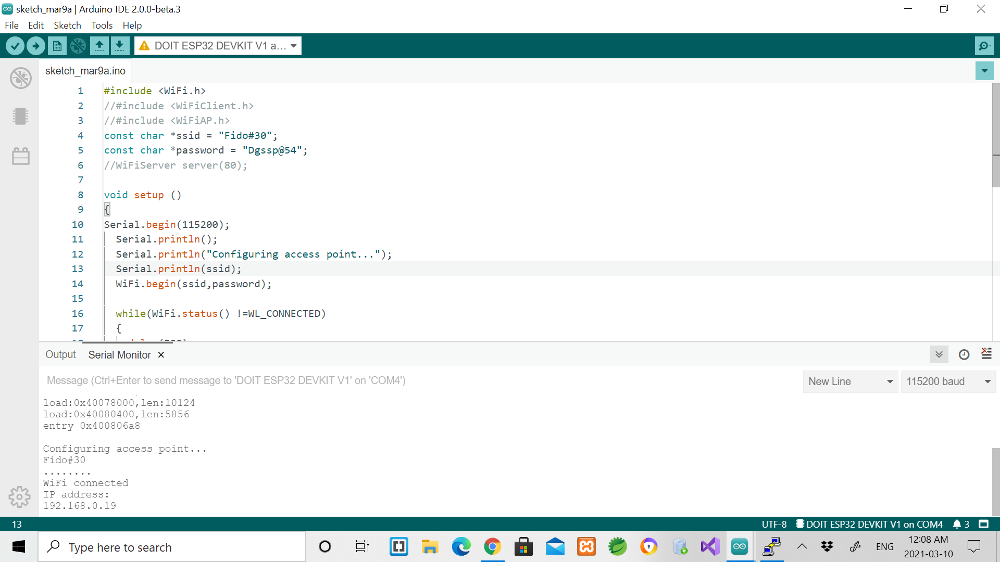 sketch_mar9a | Arduino IDE 2.0.0-beta.3
File Edit Sketch Tools Help
DOIT ESP32 DEVKIT V1 a...
sketch_mar9a.ino
1 #include <WiFi.h>
2 //#include <WiFiClient.h>
3 //#include <WiFiAP.h>
4 const char *ssid = "Fido#30";
5 const char *password = "Dgssp@54";
6 //WiFiServer server(80);
7
8 void setup ()
9 {
10 Serial.begin(115200);
11 Serial.println();
12 Serial.println("Configuring access point...");
13 Serial.println(ssid);
14 WiFi.begin(ssid,password);
15
16 while(WiFi.status() !=WL_CONNECTED)
17 {
Output Serial Monitor ×
Message (Ctrl+Enter to send message to 'DOIT ESP32 DEVKIT V1' on 'COM4')
New Line 115200 baud
load:0x40078000,len:10124
load:0x40080400,len:5856
entry 0x400806a8
Configuring access point...
Fido#30
........
WiFi connected
IP address:
192.168.0.19
13 UTF-8 DOIT ESP32 DEVKIT V1 on COM4 3
Type here to search
ENG
12:08 AM
2021-03-10